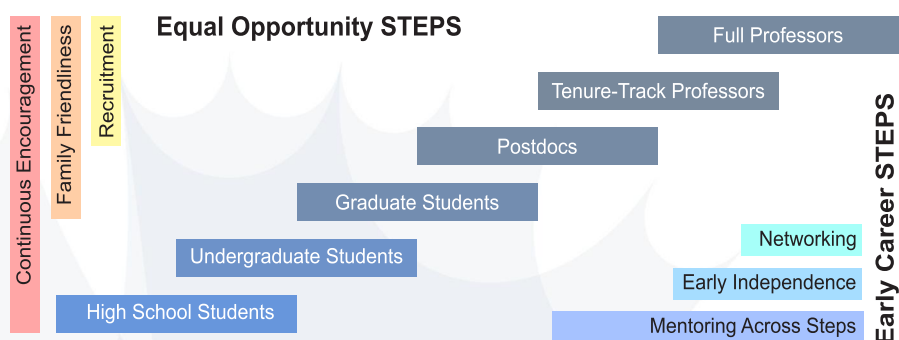 Equal Opportunity STEPS
Continuous Encouragement
Family Friendliness
Recruitment
Full Professors
Tenure-Track Professors
Postdocs
Graduate Students
Undergraduate Students
High School Students
Networking
Early Independence
Mentoring Across Steps
Early Career STEPS